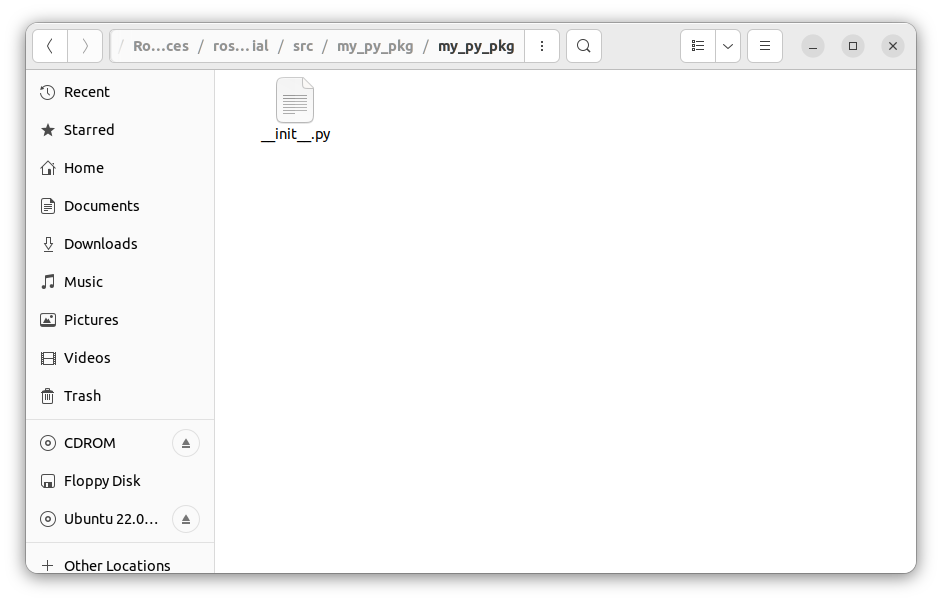 / Ro...ces / ros... ial / src / my_py_pkg / my_py_pkg
Recent
Starred
Home
Documents
Downloads
Music
Pictures
Videos
Trash
CDROM
Floppy Disk
Ubuntu 22.0...
Other Locations
__init__.py